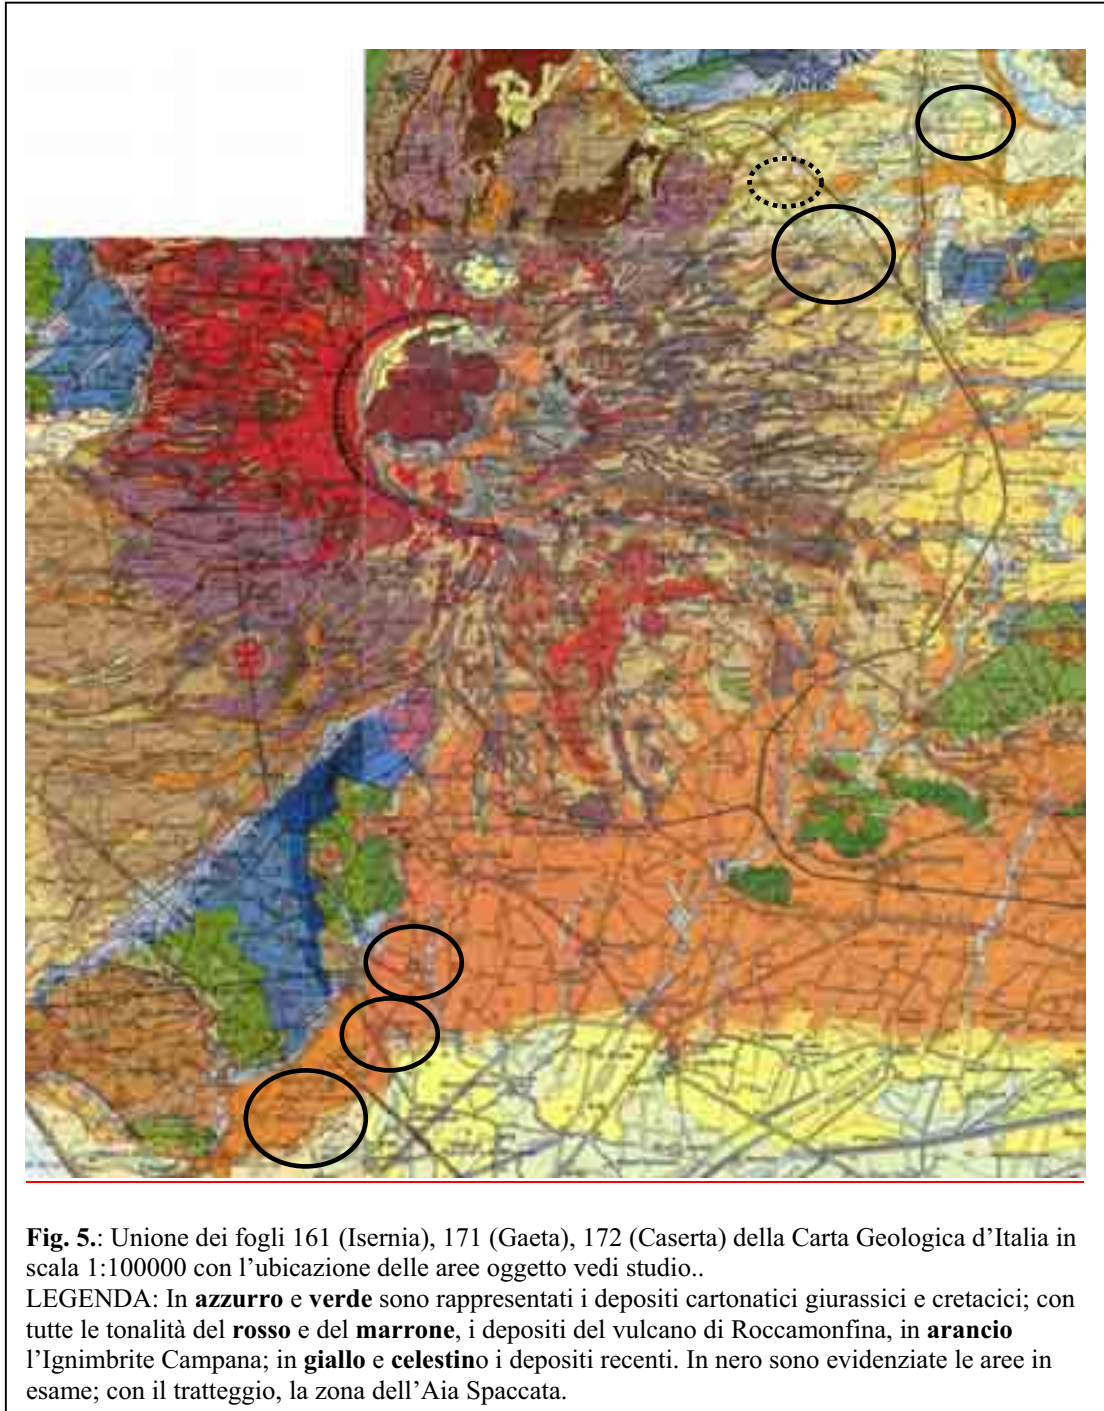 Fig. 5.: Unione dei fogli 161 (Isernia), 171 (Gaeta), 172 (Caserta) della Carta Geologica d’Italia in
scala 1:100000 con l’ubicazione delle aree oggetto vedi studio..
LEGENDA: In azzurro e verde sono rappresentati i depositi cartonatici giurassici e cretacici; con
tutte le tonalità del rosso e del marrone, i depositi del vulcano di Roccamonfina, in arancio
l’Ignimbrite Campana; in giallo e celestino i depositi recenti. In nero sono evidenziate le aree in
esame; con il tratteggio, la zona dell’Aia Spaccata.